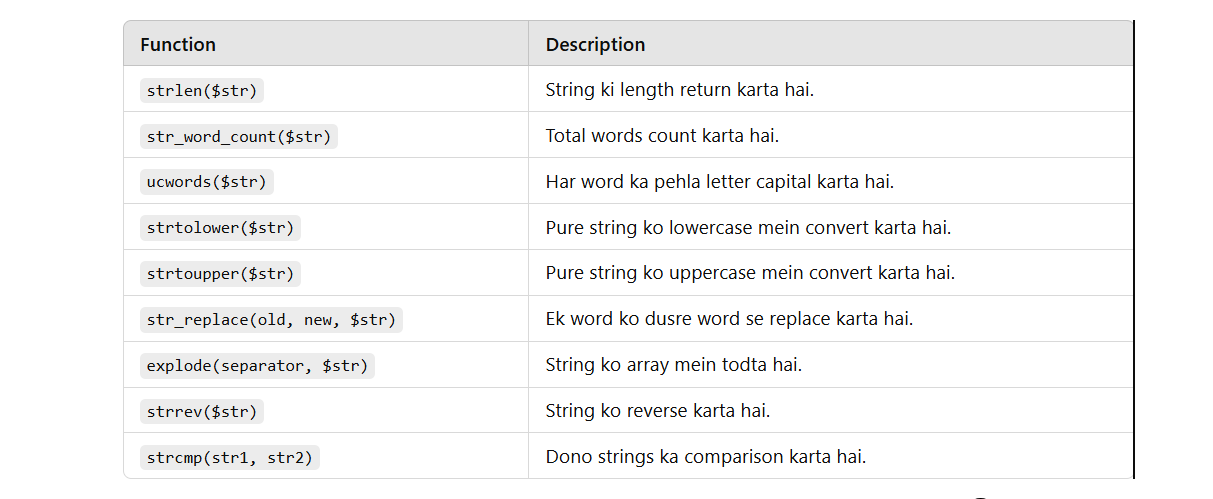 Function Description
strlen($str) String ki length return karta hai.
str_word_count($str) Total words count karta hai.
ucwords($str) Har word ka pehla letter capital karta hai.
strtolower($str) Pure string ko lowercase mein convert karta hai.
strtoupper($str) Pure string ko uppercase mein convert karta hai.
str_replace(old, new, $str) Ek word ko dusre word se replace karta hai.
explode(separator, $str) String ko array mein todta hai.
strrev($str) String ko reverse karta hai.
strcmp(str1, str2) Dono strings ka comparison karta hai.